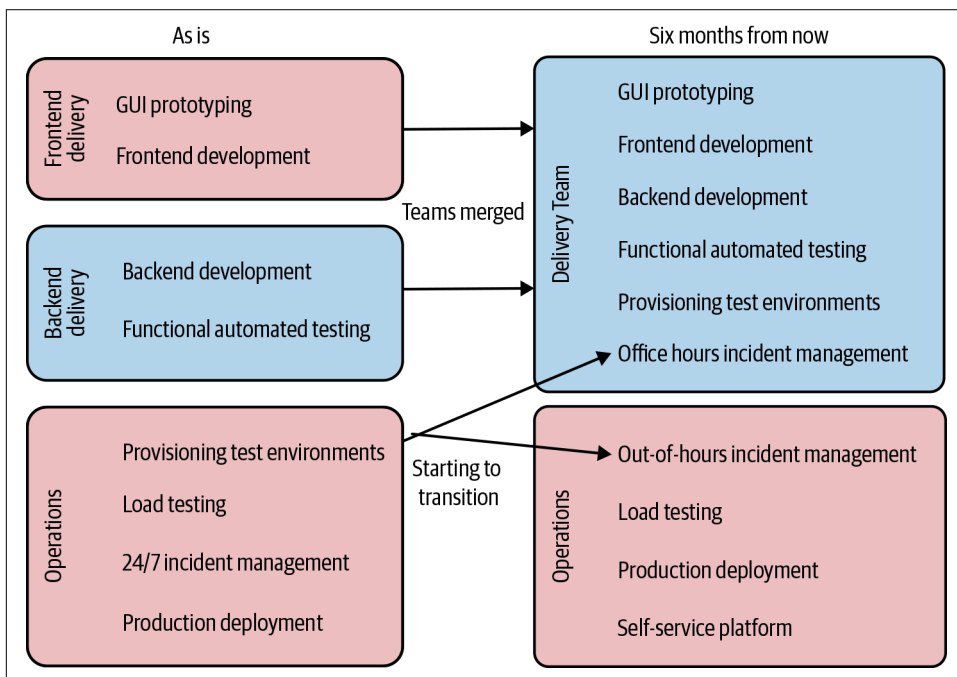 As is
Six months from now
Frontend
delivery
GUI prototyping
Frontend development
Backend
delivery
Backend development
Functional automated testing
Operations
Provisioning test environments
Load testing
24/7 incident management
Production deployment
Teams merged
Starting to
transition
Delivery Team
GUI prototyping
Frontend development
Backend development
Functional automated testing
Provisioning test environments
Office hours incident management
Operations
Out-of-hours incident management
Load testing
Production deployment
Self-service platform